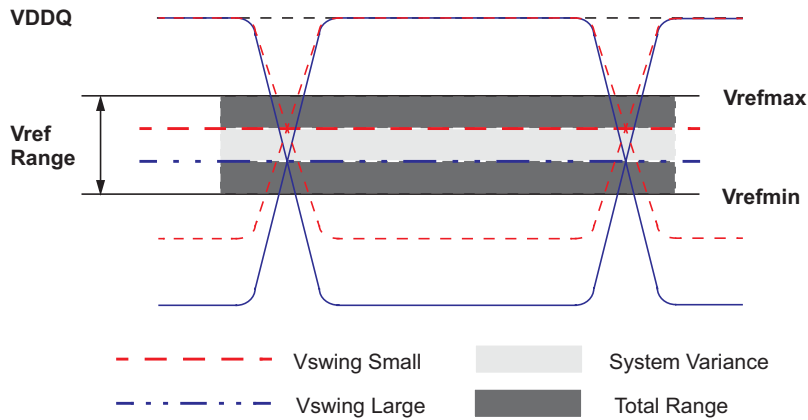 VDDQ
Vrefmax
Vref
Range
Vrefmin
Vswing Small
System Variance
Vswing Large
Total Range